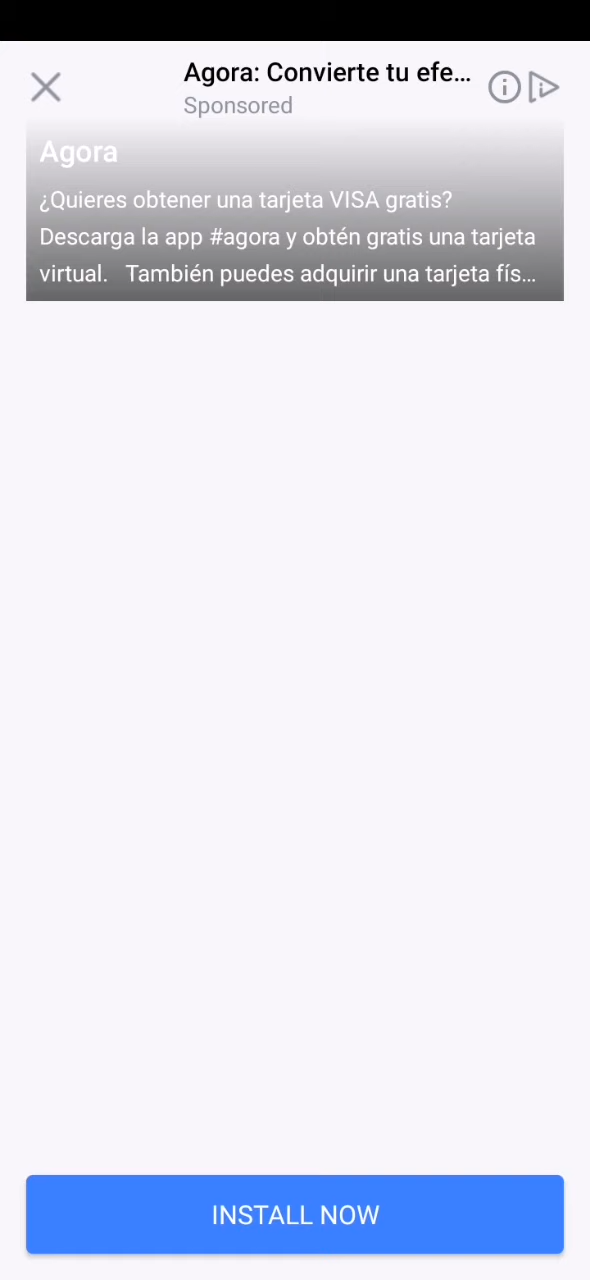 Agora: Convierte tu efe...
Sponsored
Agora
¿Quieres obtener una tarjeta VISA gratis?
Descarga la app #agora y obtén gratis una tarjeta
virtual. También puedes adquirir una tarjeta fís...
INSTALL NOW